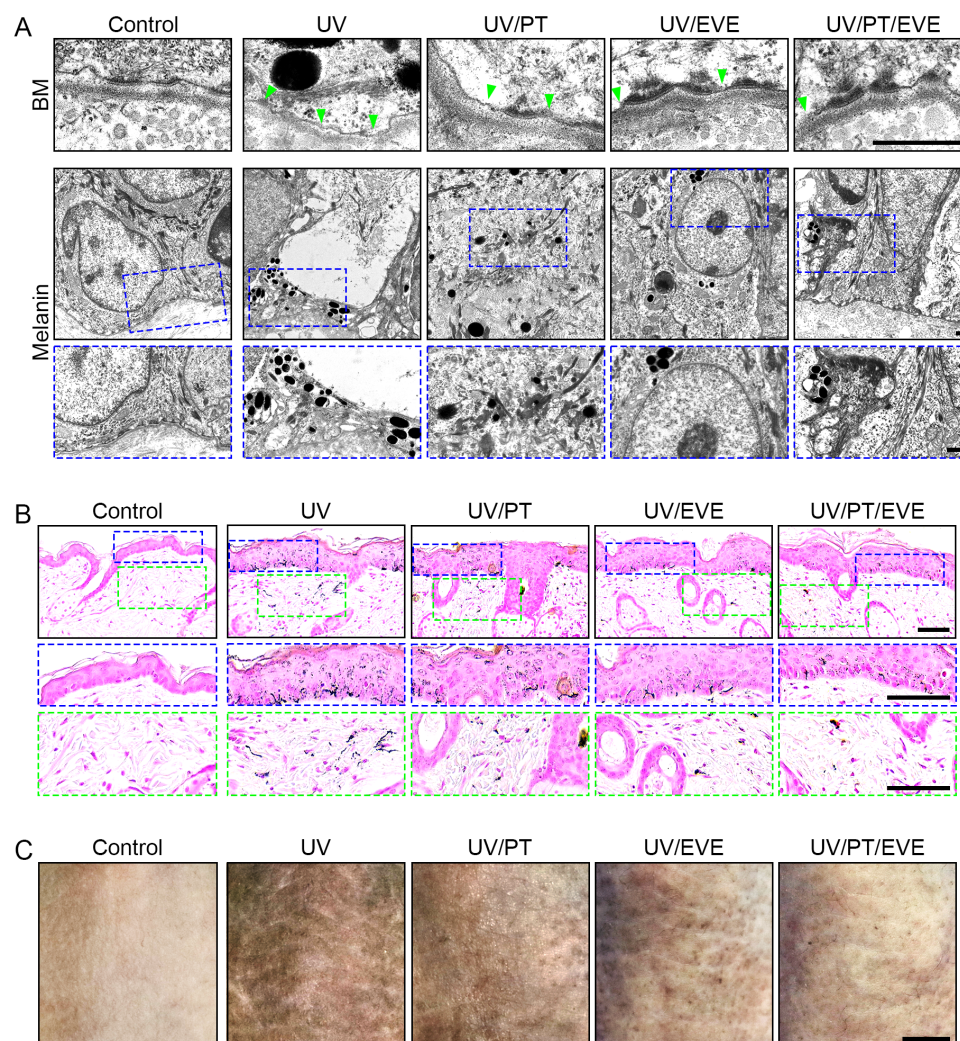 A
Control UV UV/PT UV/EVE UV/PT/EVE
BM
Melanin
B
Control UV UV/PT UV/EVE UV/PT/EVE
C
Control UV UV/PT UV/EVE UV/PT/EVE